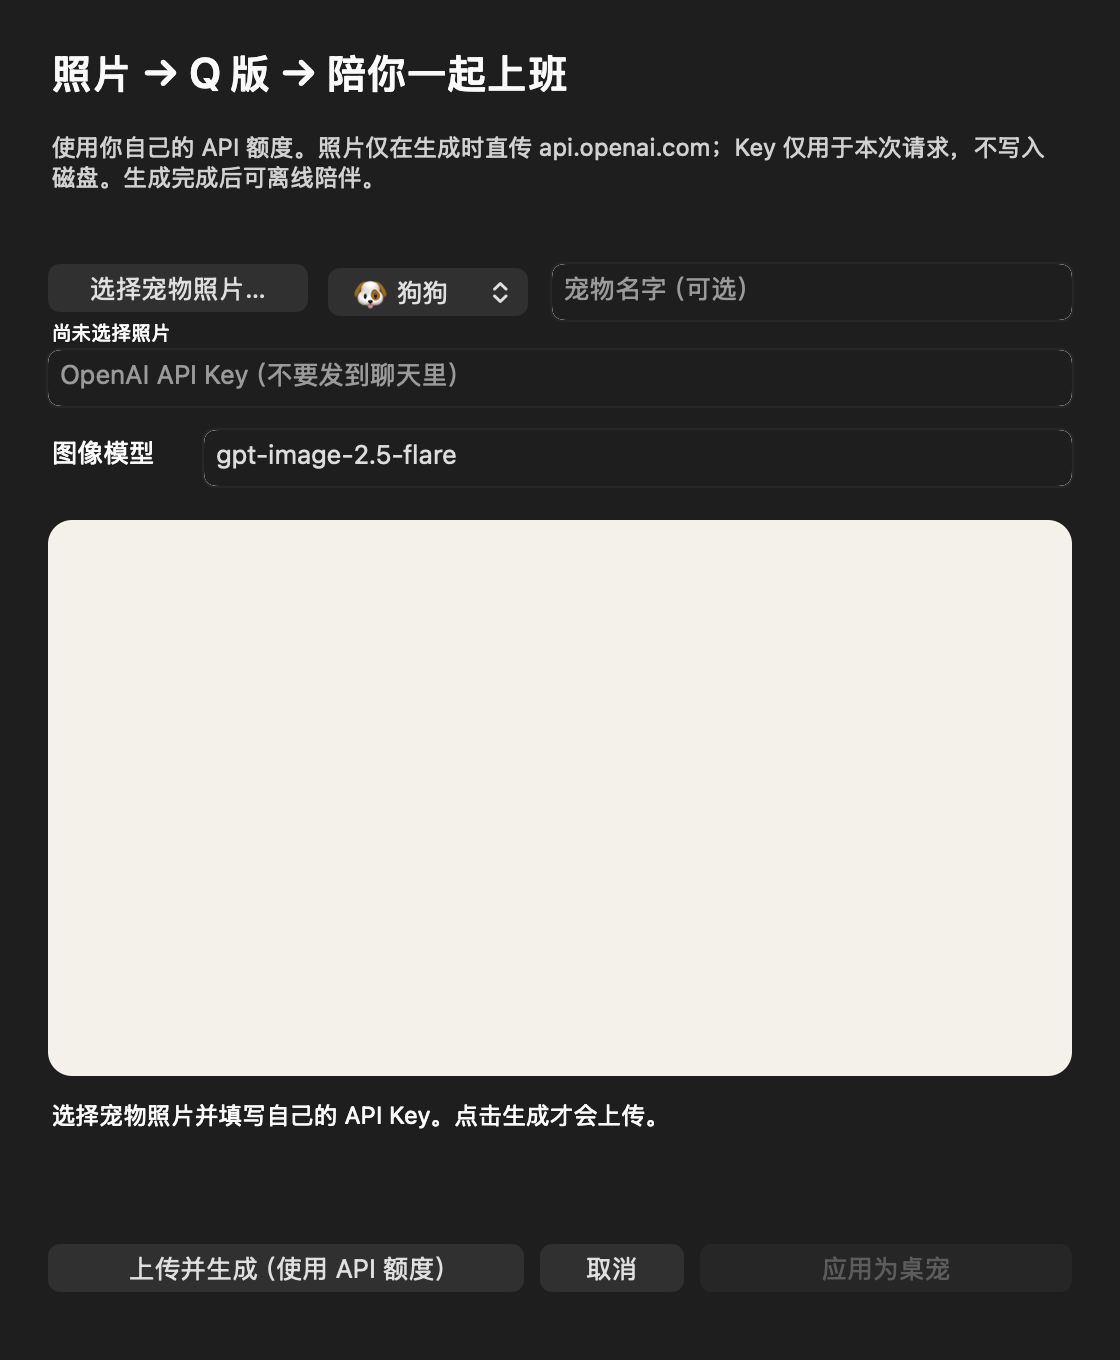 照片 → Q 版 → 陪你一起上班
使用你自己的 API 额度。照片仅在生成时直传 api.openai.com；Key 仅用于本次请求，不写入
磁盘。生成完成后可离线陪伴。
选择宠物照片...
狗狗
宠物名字（可选）
尚未选择照片
OpenAI API Key（不要发到聊天里）
图像模型
gpt-image-2.5-flare
选择宠物照片并填写自己的 API Key。点击生成才会上传。
上传并生成（使用 API 额度）
取消
应用为桌宠